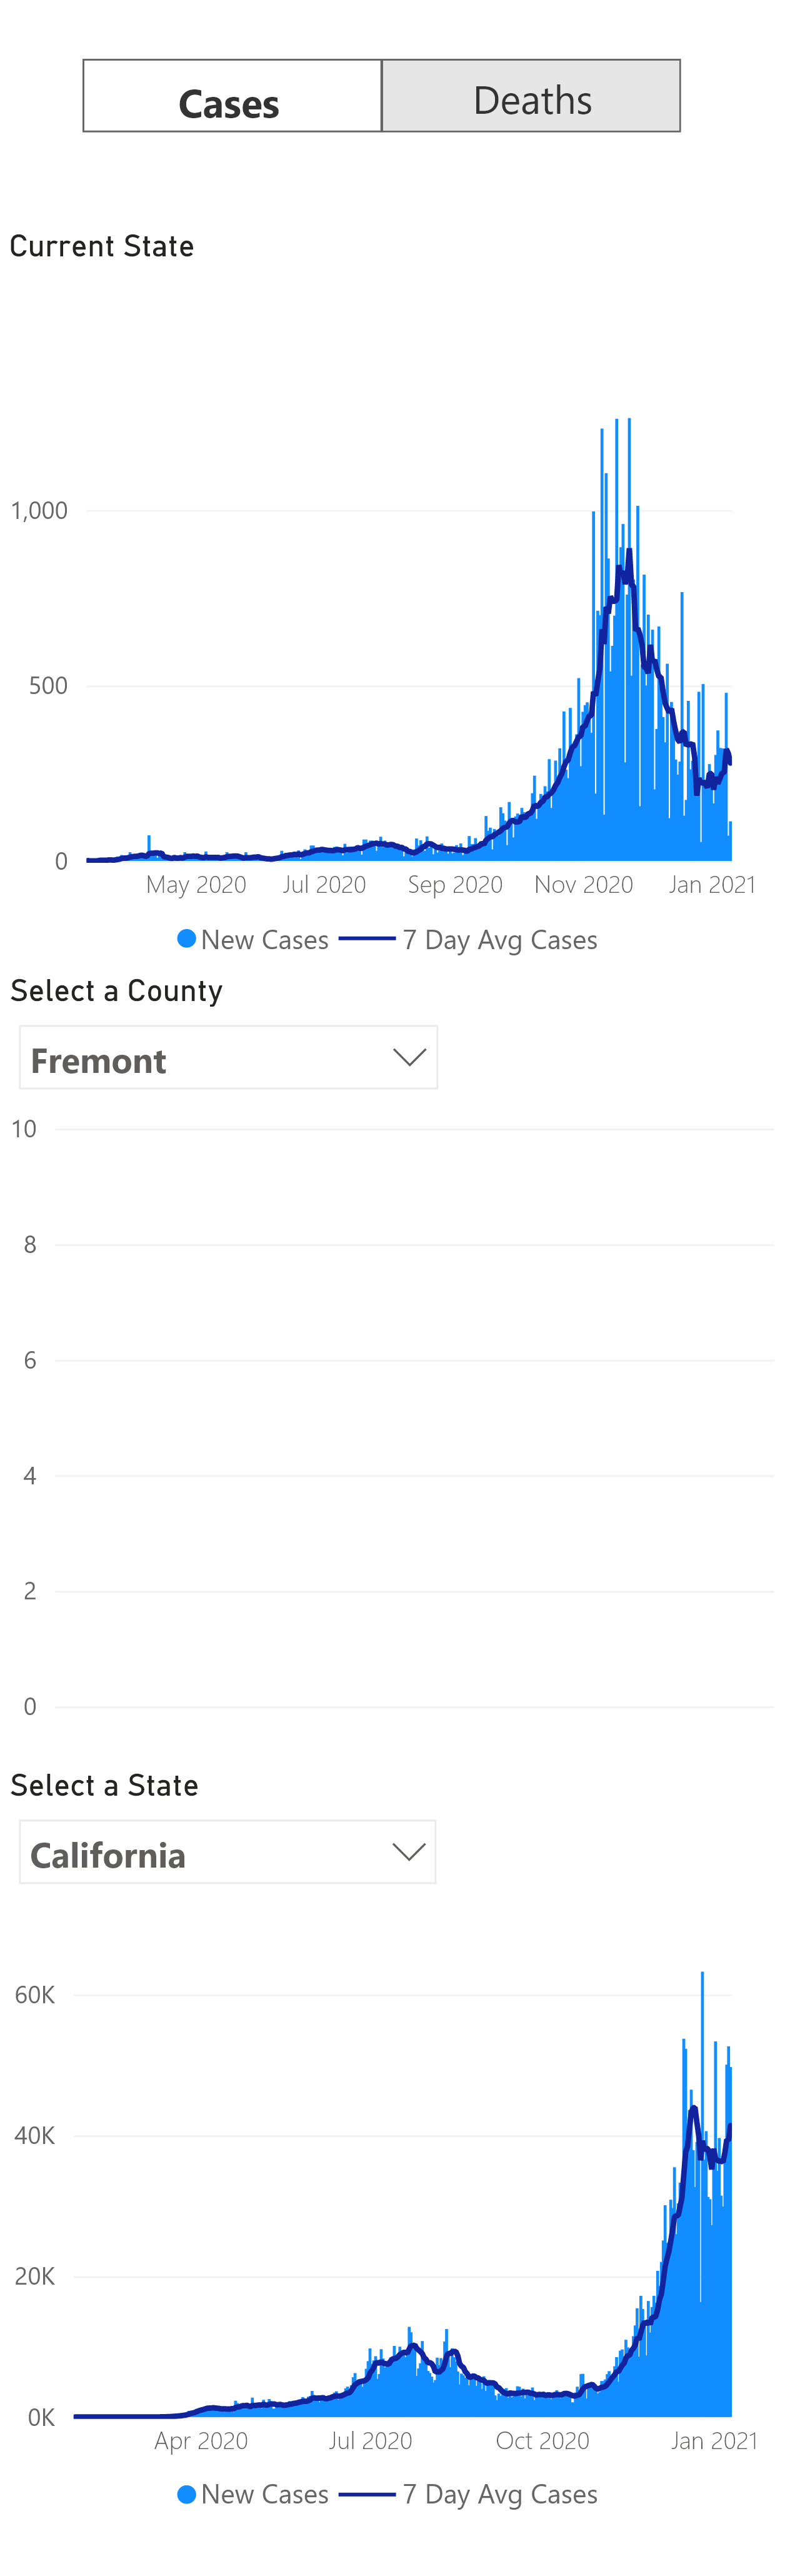 Cases Deaths
Current State
1,000
500
0
May 2020 Jul 2020 Sep 2020 Nov 2020 Jan 2021
New Cases 7 Day Avg Cases
Select a County
Fremont
10
8
6
4
2
0
Select a State
California
60K
40K
20K
0K
Apr 2020 Jul 2020 Oct 2020 Jan 2021
New Cases 7 Day Avg Cases